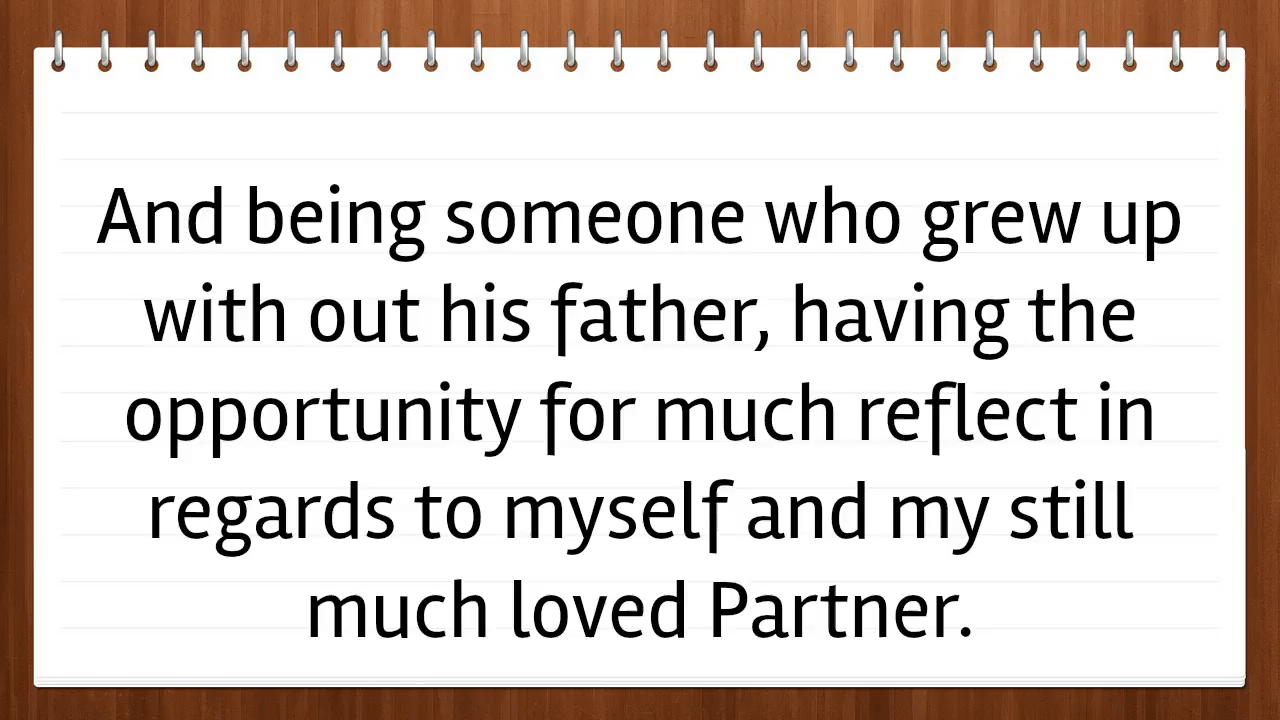 And being someone who grew up
with out his father, having the
opportunity for much reflect in
regards to myself and my still
much loved Partner.